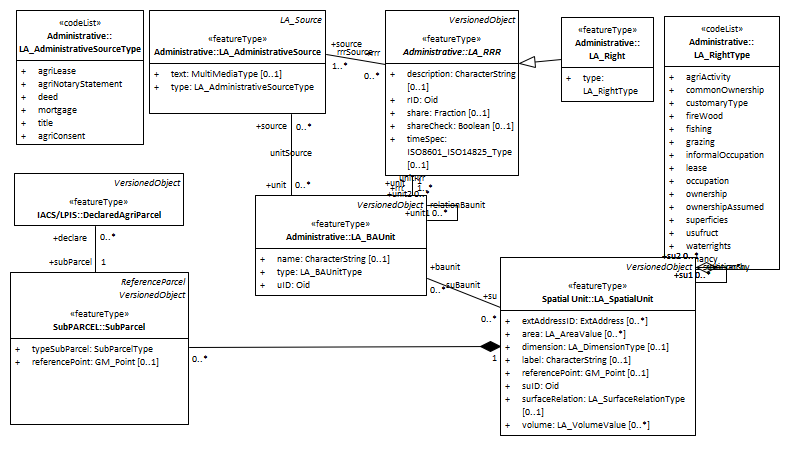 «codeList»
Administrative::
LA_AdministrativeSourceType
+ agriLease
+ agriNotaryStatement
+ deed
+ mortgage
+ title
+ agriConsent
LA_Source
«featureType»
Administrative::LA_AdministrativeSource
+ text: MultiMediaType [0..1]
+ type: LA_AdministrativeSourceType
+source
rrrSource
+rrr
1..*
0..*
VersionedObject
«featureType»
Administrative::LA_RRR
+ description: CharacterString
[0..1]
+ rID: Oid
+ share: Fraction [0..1]
+ shareCheck: Boolean [0..1]
+ timeSpec:
ISO8601_ISO14825_Type
[0..1]
«featureType»
Administrative::
LA_Right
+ type:
LA_RightType
«codeList»
Administrative::
LA_RightType
+ agriActivity
+ commonOwnership
+ customaryType
+ fireWood
+ fishing
+ grazing
+ informalOccupation
+ lease
+ occupation
+ ownership
+ ownershipAssumed
+ superficies
+ usufruct
+ waterrights
+source 0..*
unitSource
+unit 0..*
VersionedObject
«featureType»
IACS/LPIS::DeclaredAgriParcel
+declare 0..*
+subParcel 1
ReferenceParcel
VersionedObject
«featureType»
SubPARCEL::SubParcel
+ typeSubParcel: SubParcelType
+ referencePoint: GM_Point [0..1]
0..*
1
+unit
+unit2 0..*
VersionedObject
relationBaunit
+unit1 0..*
«featureType»
Administrative::LA_BAUnit
+ name: CharacterString [0..1]
+ type: LA_BAUnitType
+ uID: Oid
+baunit
0..*
suBaunit
+su
0..*
+su2 0..*
+su1 0..*
VersionedObject
«featureType»
Spatial Unit::LA_SpatialUnit
+ extAddressID: ExtAddress [0..*]
+ area: LA_AreaValue [0..*]
+ dimension: LA_DimensionType [0..1]
+ label: CharacterString [0..1]
+ referencePoint: GM_Point [0..1]
+ suID: Oid
+ surfaceRelation: LA_SurfaceRelationType
[0..1]
+ volume: LA_VolumeValue [0..*]